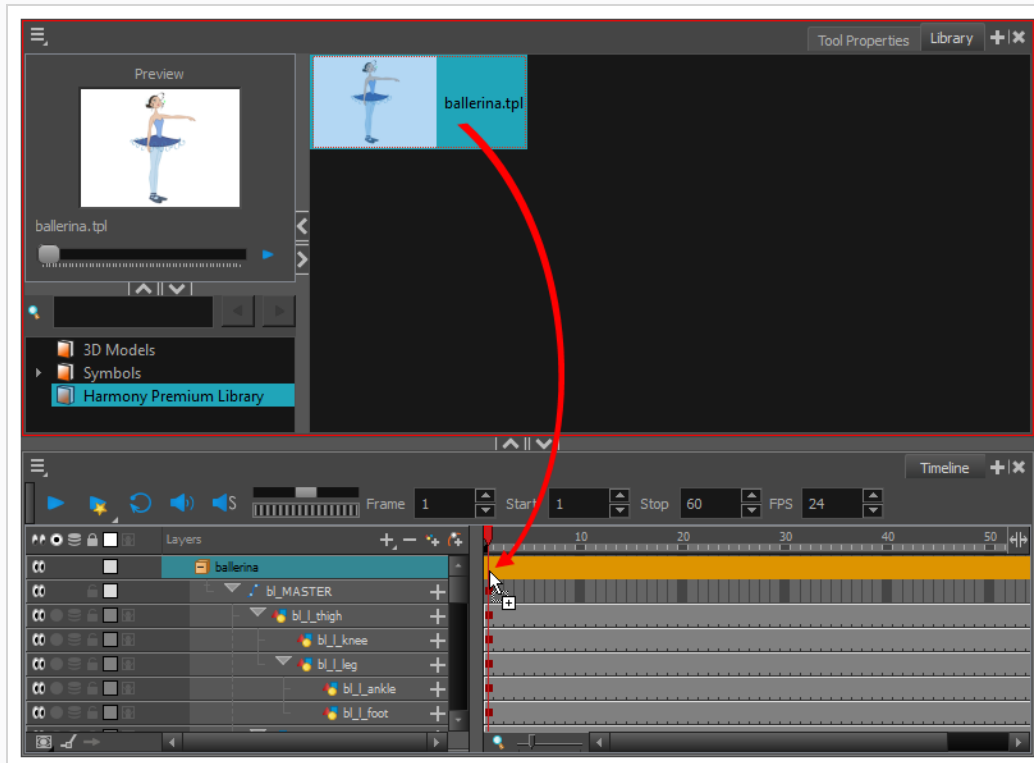 Tool Properties Library
Preview
ballerina.tpl
ballerina.tpl
3D Models
Symbols
Harmony Premium Library
Timeline
S Frame 1 Start 1 Stop 60 FPS 24
Layers 10 20 30 40 50
ballerina
bl_MASTER
bl_l_thigh
bl_l_knee
bl_l_leg
bl_l_ankle
bl_l_foot